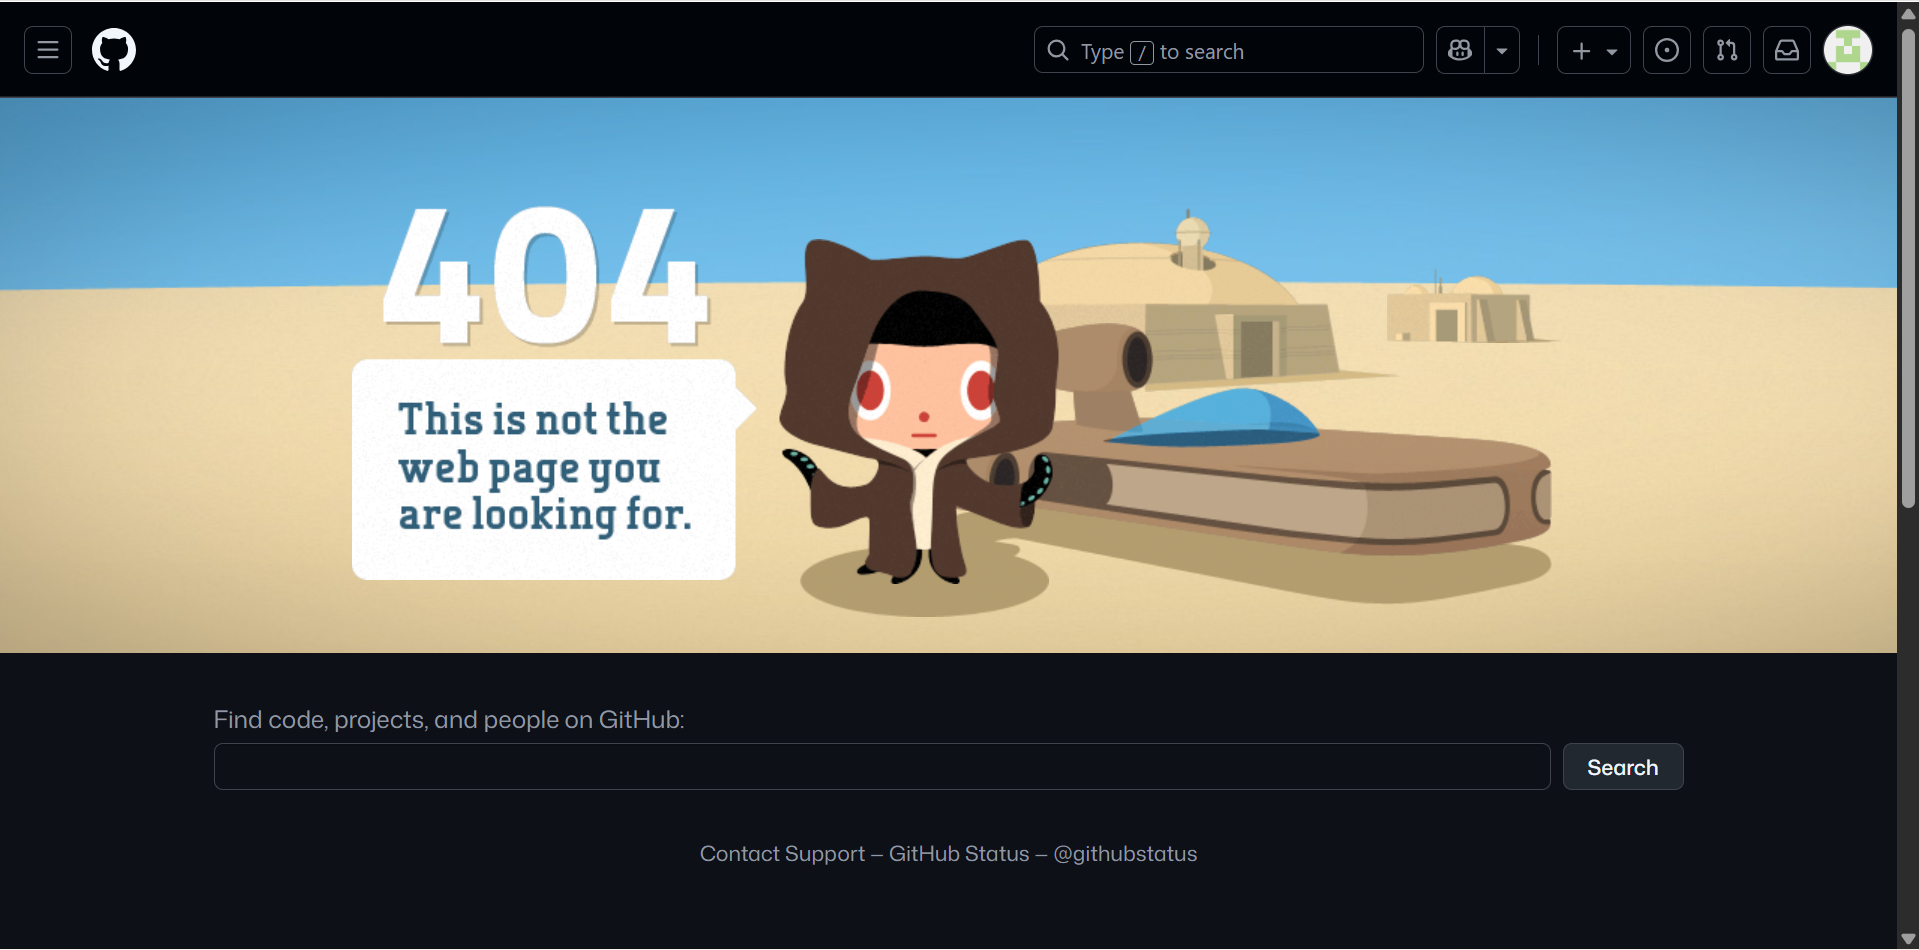 Type / to search
404
This is not the
web page you
are looking for.
Find code, projects, and people on GitHub:
Search
Contact Support — GitHub Status — @githubstatus